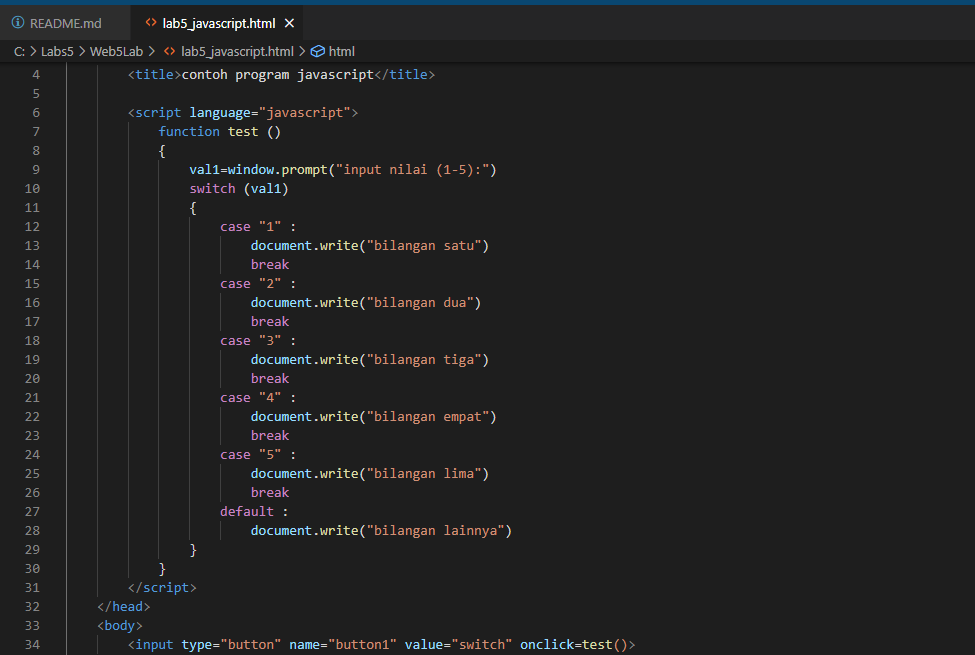 README.md lab5_javascript.html
C: > Labs5 > Web5Lab > lab5_javascript.html > html
4 <title>contoh program javascript</title>
5
6 <script language="javascript">
7 function test ()
8 {
9 val1=window.prompt("input nilai (1-5):")
10 switch (val1)
11 {
12 case "1" :
13 document.write("bilangan satu")
14 break
15 case "2" :
16 document.write("bilangan dua")
17 break
18 case "3" :
19 document.write("bilangan tiga")
20 break
21 case "4" :
22 document.write("bilangan empat")
23 break
24 case "5" :
25 document.write("bilangan lima")
26 break
27 default :
28 document.write("bilangan lainnya")
29 }
30 }
31 </script>
32 </head>
33 <body>
34 <input type="button" name="button1" value="switch" onclick=test()>